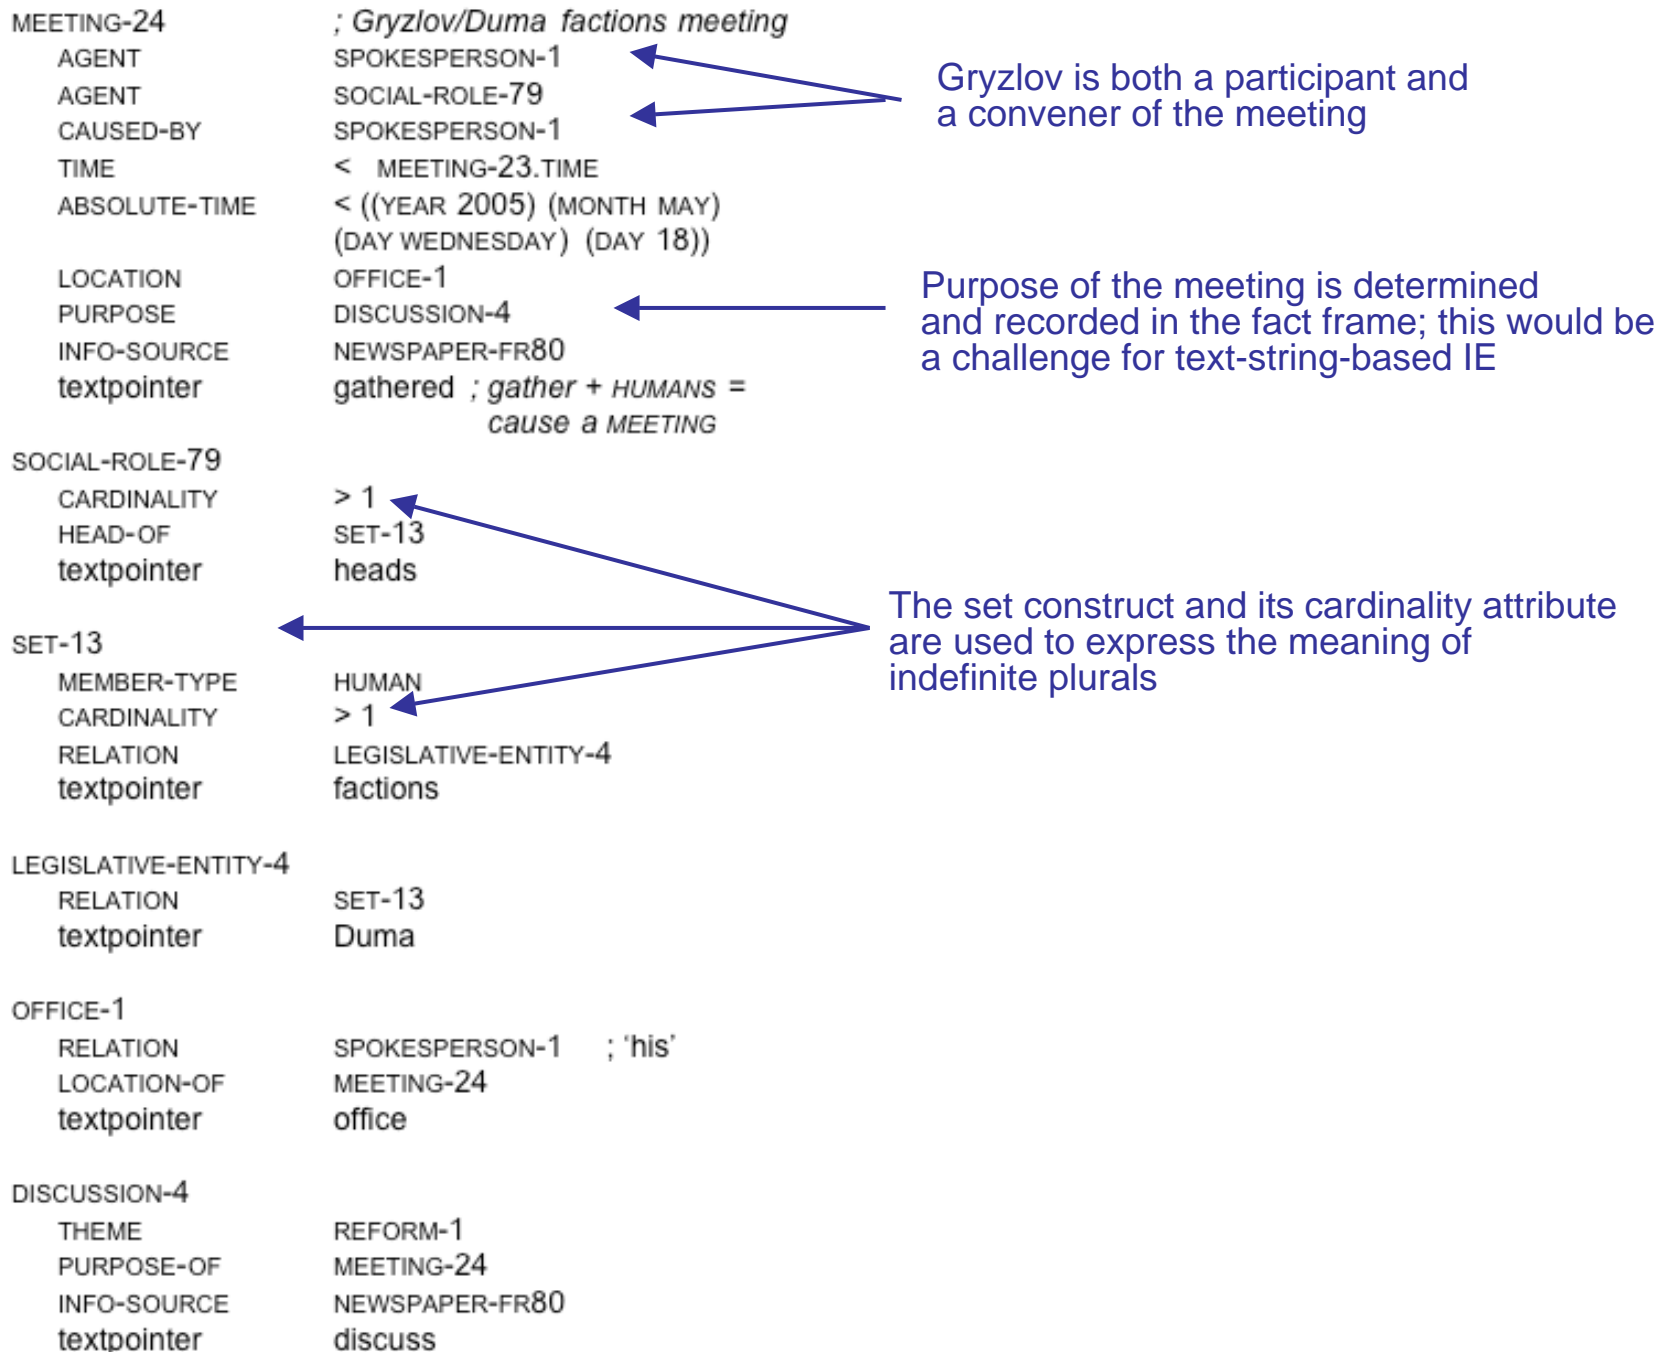 MEETING-24 ; Gryzlov/Duma factions meeting
AGENT SPOKESPERSON-1
AGENT SOCIAL-ROLE-79
CAUSED-BY SPOKESPERSON-1
TIME < MEETING-23.TIME
ABSOLUTE-TIME < ((YEAR 2005) (MONTH MAY)
(DAY WEDNESDAY) (DAY 18))
LOCATION OFFICE-1
PURPOSE DISCUSSION-4
INFO-SOURCE NEWSPAPER-FR80
textpointer gathered ; gather + HUMANS =
cause a MEETING
Gryzlov is both a participant and
a convener of the meeting
Purpose of the meeting is determined
and recorded in the fact frame; this would be
a challenge for text-string-based IE
SOCIAL-ROLE-79
CARDINALITY > 1
HEAD-OF SET-13
textpointer heads
SET-13
MEMBER-TYPE HUMAN
CARDINALITY > 1
RELATION LEGISLATIVE-ENTITY-4
textpointer factions
The set construct and its cardinality attribute
are used to express the meaning of
indefinite plurals
LEGISLATIVE-ENTITY-4
RELATION SET-13
textpointer Duma
OFFICE-1
RELATION SPOKESPERSON-1 ; ‘his’
LOCATION-OF MEETING-24
textpointer office
DISCUSSION-4
THEME REFORM-1
PURPOSE-OF MEETING-24
INFO-SOURCE NEWSPAPER-FR80
textpointer discuss